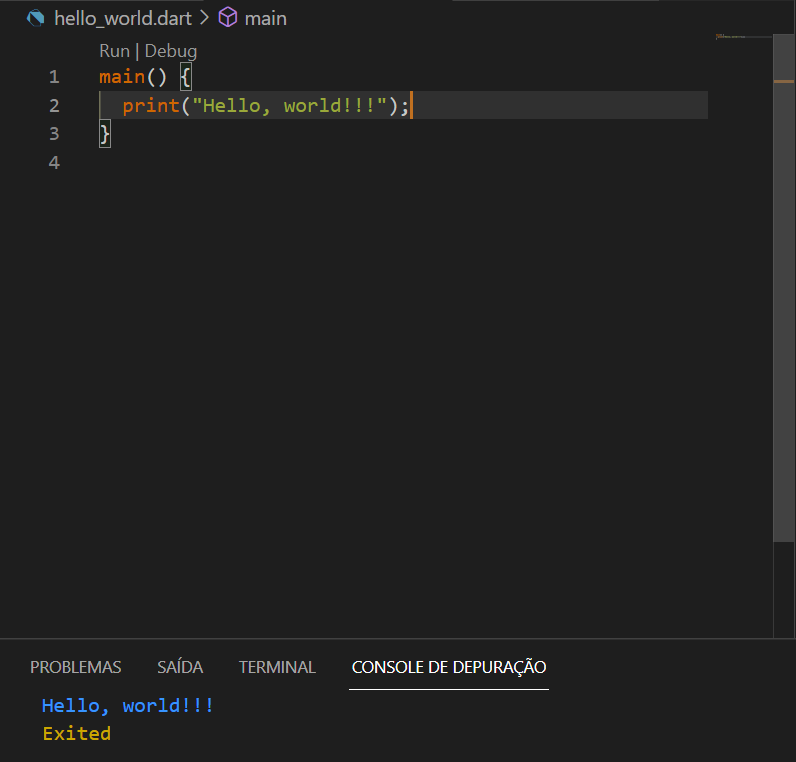 hello_world.dart > main
Run | Debug
1 main() {
2 print("Hello, world!!!");
3 }
4
PROBLEMAS SAÍDA TERMINAL CONSOLE DE DEPURAÇÃO
Hello, world!!!
Exited